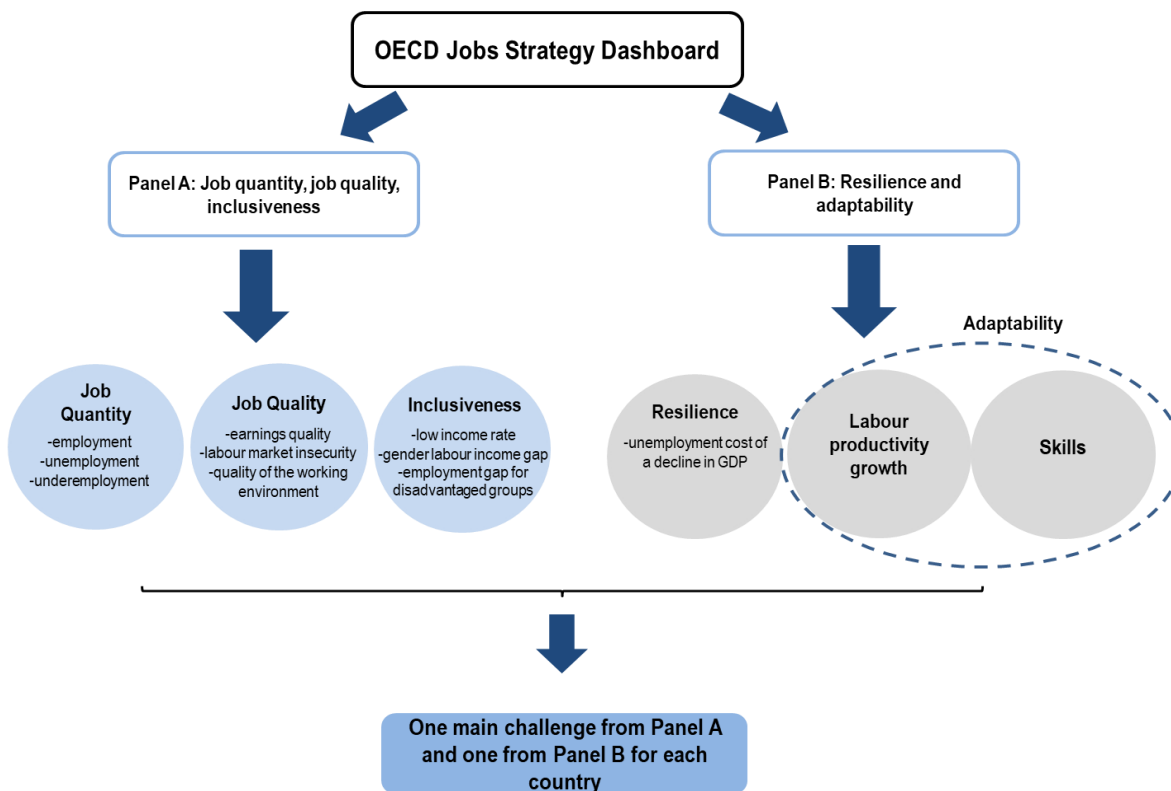 OECD Jobs Strategy Dashboard
Panel A: Job quantity, job quality,
inclusiveness
Panel B: Resilience and
adaptability
Adaptability
Job
Quantity
-employment
-unemployment
-underemployment
Job Quality
-earnings quality
-labour market insecurity
-quality of the working
environment
Inclusiveness
-low income rate
-gender labour income gap
-employment gap for
disadvantaged groups
Resilience
-unemployment cost of
a decline in GDP
Labour
productivity
growth
Skills
One main challenge from Panel A
and one from Panel B for each
country